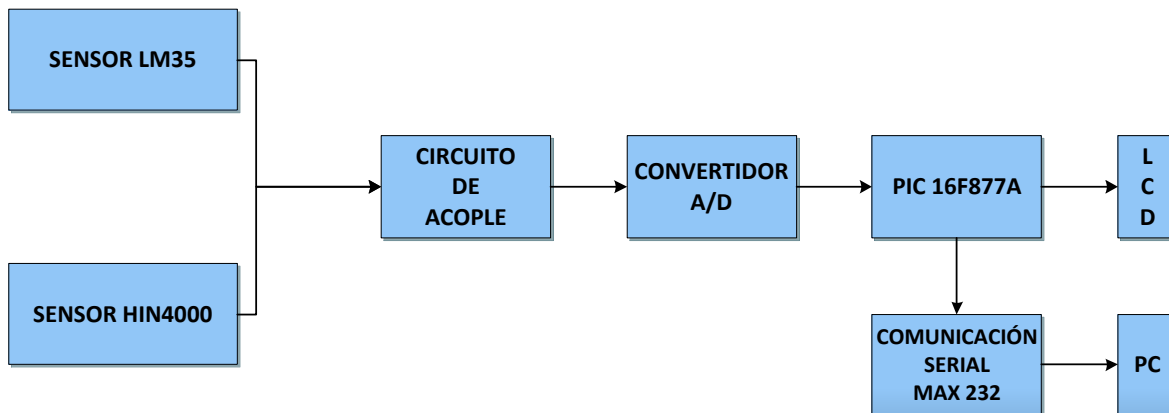 SENSOR LM35
SENSOR HIN4000
CIRCUITO
DE
ACOPLE
CONVERTIDOR
A/D
PIC 16F877A
L
C
D
COMUNICACIÓN
SERIAL
MAX 232
PC